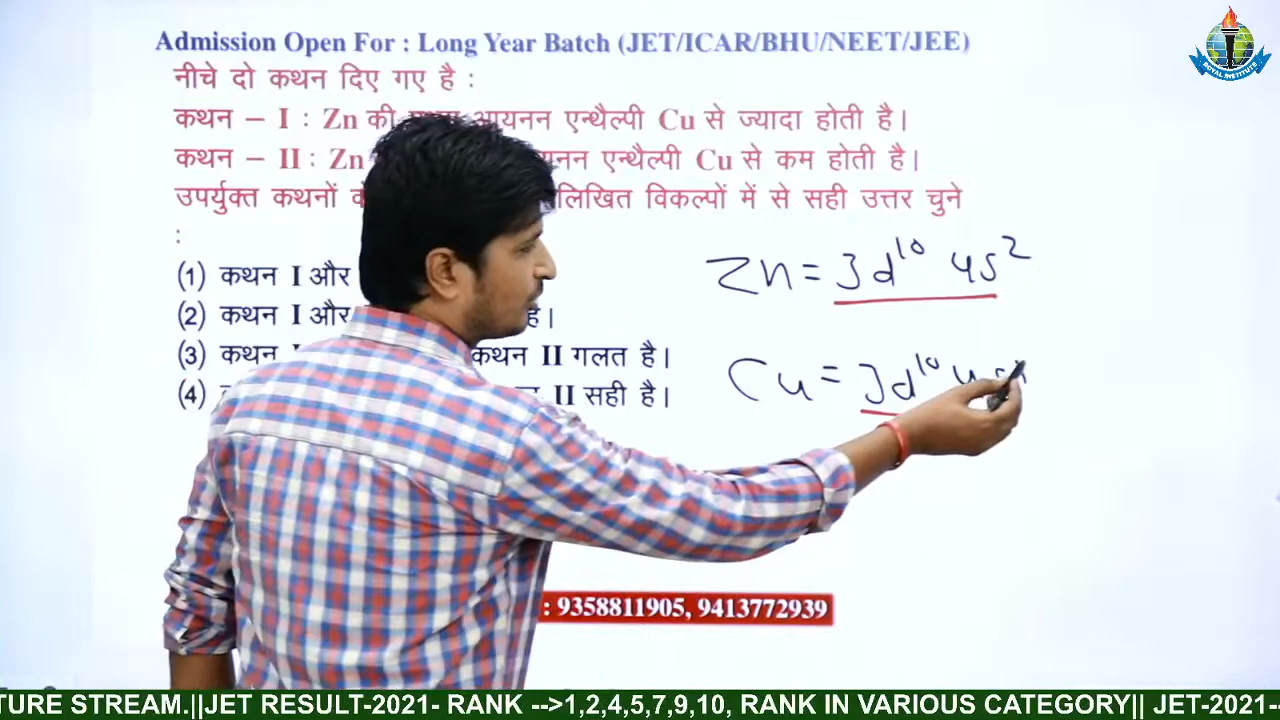 Admission Open For : Long Year Batch (JET/ICAR/BHU/NEET/JEE)
ROYAL INSTITUTE
नीचे दो कथन दिए गए है :
कथन – I : Zn की आयनन एन्थैल्पी Cu से ज्यादा होती है।
कथन – II : Zn एन्थैल्पी Cu से कम होती है।
उपर्युक्त कथनों विकल्पों में से सही उत्तर चुने
:
Zn = 3d10 4s2
(1) कथन I और
(2) कथन I और है।
(3) कथन कथन II गलत है।
Cu = 3d10
(4) II सही है।
: 9358811905, 9413772939
TURE STREAM.||JET RESULT-2021- RANK -->1,2,4,5,7,9,10, RANK IN VARIOUS CATEGORY|| JET-2021-